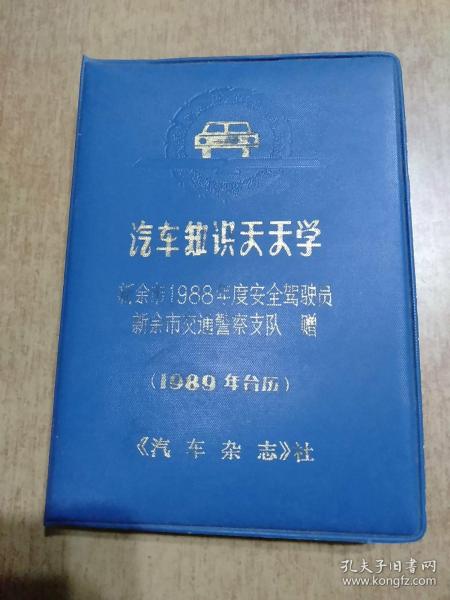 汽车知识天天学
新余市1988年度安全驾驶员
新余市交通警察支队 赠
(1989年台历)
《汽车杂志》社
孔夫子旧书网
www.kongfz.com